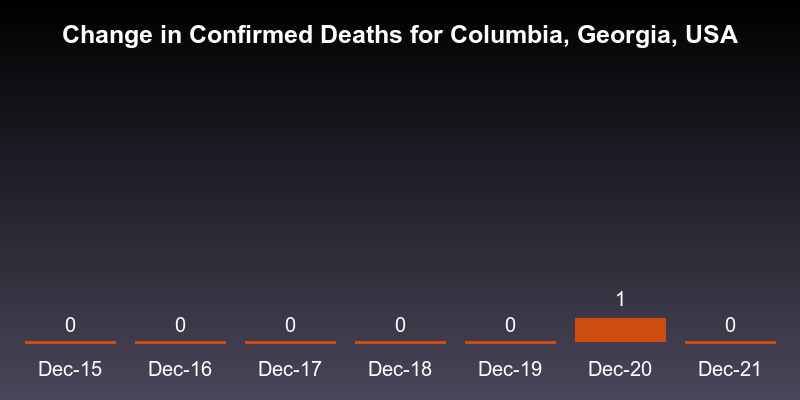 Change in Confirmed Deaths for Columbia, Georgia, USA
0 0 0 0 0 1 0
Dec-15 Dec-16 Dec-17 Dec-18 Dec-19 Dec-20 Dec-21